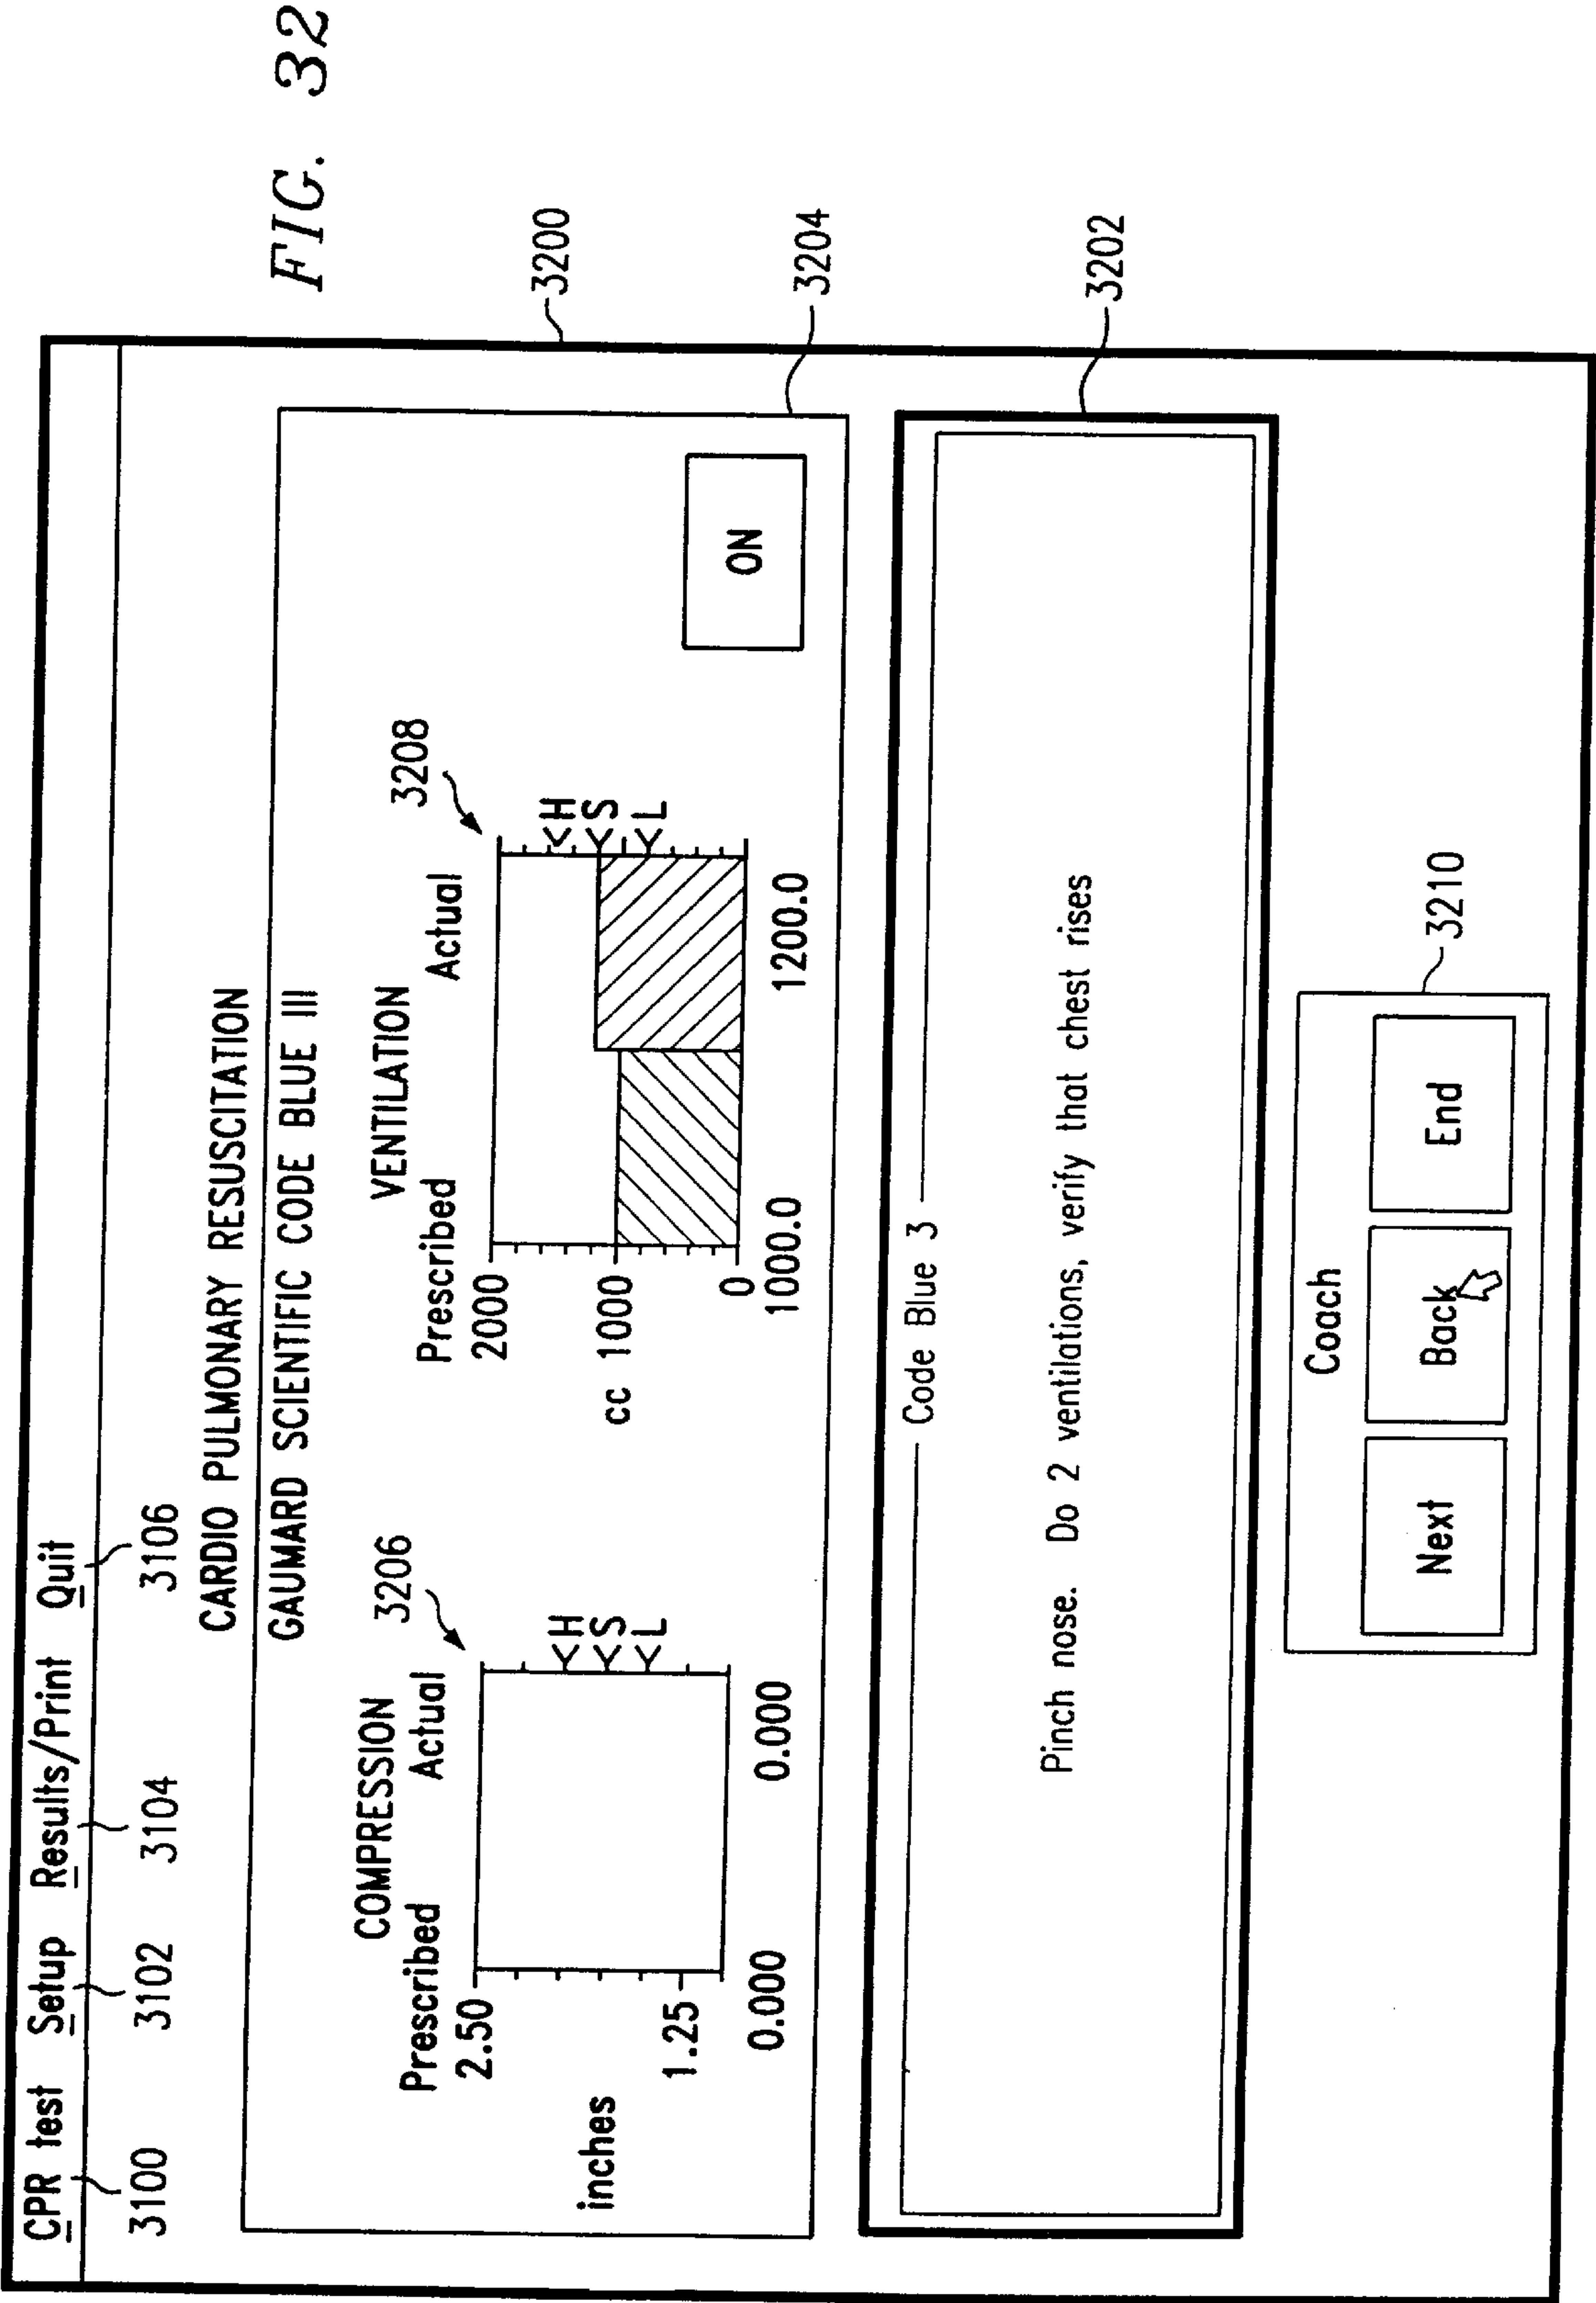 FIG. 32
CPR test Setup Results/Print Quit
3100 3102 3104 3106
CARDIO PULMONARY RESUSCITATION
3200
GAUMARD SCIENTIFIC CODE BLUE III
COMPRESSION
VENTILATION
Prescribed Actual
3206
Prescribed Actual
3208
2.50
1.25
inches
<H
<S
<L
0.000 0.000
2000
cc 1000
0
<H
<S
<L
1000.0 1200.0
ON
3204
Code Blue 3
Pinch nose. Do 2 ventilations, verify that chest rises
3202
Coach
Next Back End
3210